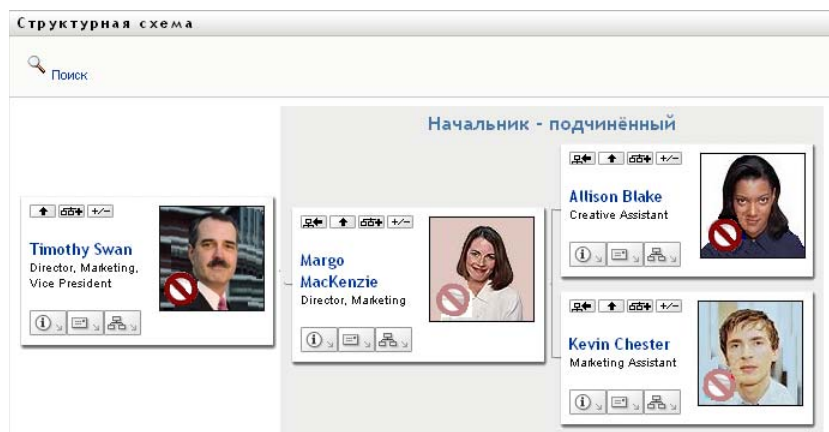 Структурная схема
Поиск
Начальник - подчинённый
Timothy Swan
Director, Marketing,
Vice President
Margo
MacKenzie
Director, Marketing
Allison Blake
Creative Assistant
Kevin Chester
Marketing Assistant